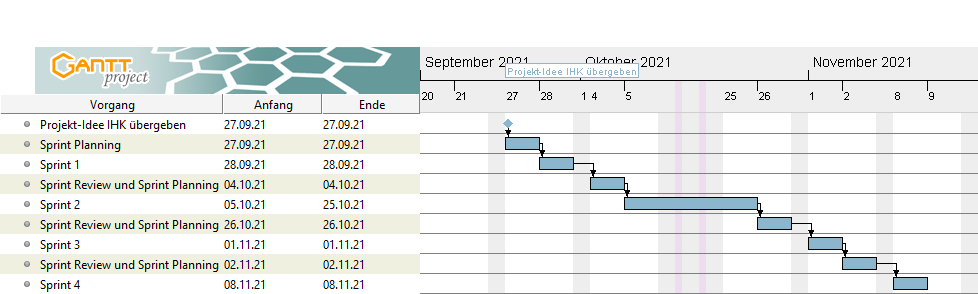 GANTT
project
September 2021 Oktober 2021 November 2021
Projekt-Idee IHK übergeben
20 21 27 28 1 4 5 25 26 1 2 8 9
Vorgang Anfang Ende
Projekt-Idee IHK übergeben 27.09.21 27.09.21
Sprint Planning 27.09.21 27.09.21
Sprint 1 28.09.21 28.09.21
Sprint Review und Sprint Planning 04.10.21 04.10.21
Sprint 2 05.10.21 25.10.21
Sprint Review und Sprint Planning 26.10.21 26.10.21
Sprint 3 01.11.21 01.11.21
Sprint Review und Sprint Planning 02.11.21 02.11.21
Sprint 4 08.11.21 08.11.21